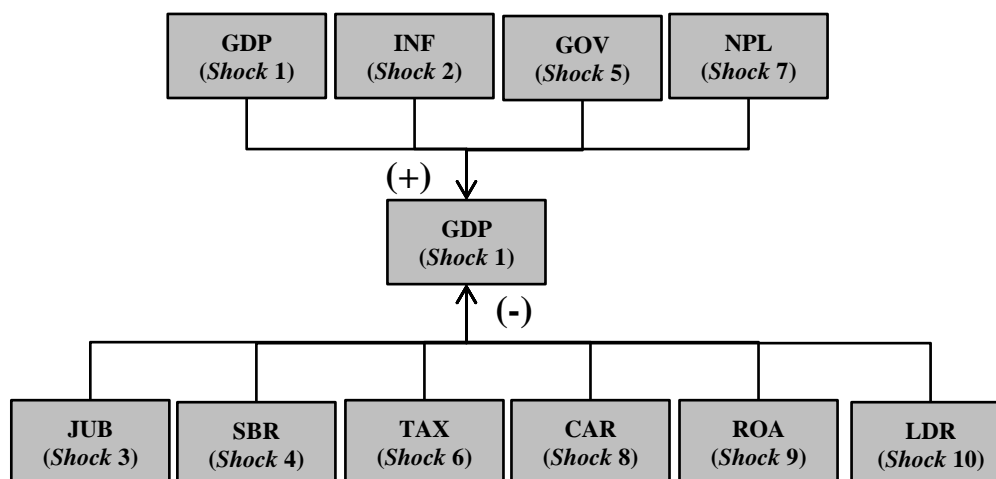 GDP
(Shock 1)
INF
(Shock 2)
GOV
(Shock 5)
NPL
(Shock 7)
(+)
GDP
(Shock 1)
(-)
JUB
(Shock 3)
SBR
(Shock 4)
TAX
(Shock 6)
CAR
(Shock 8)
ROA
(Shock 9)
LDR
(Shock 10)